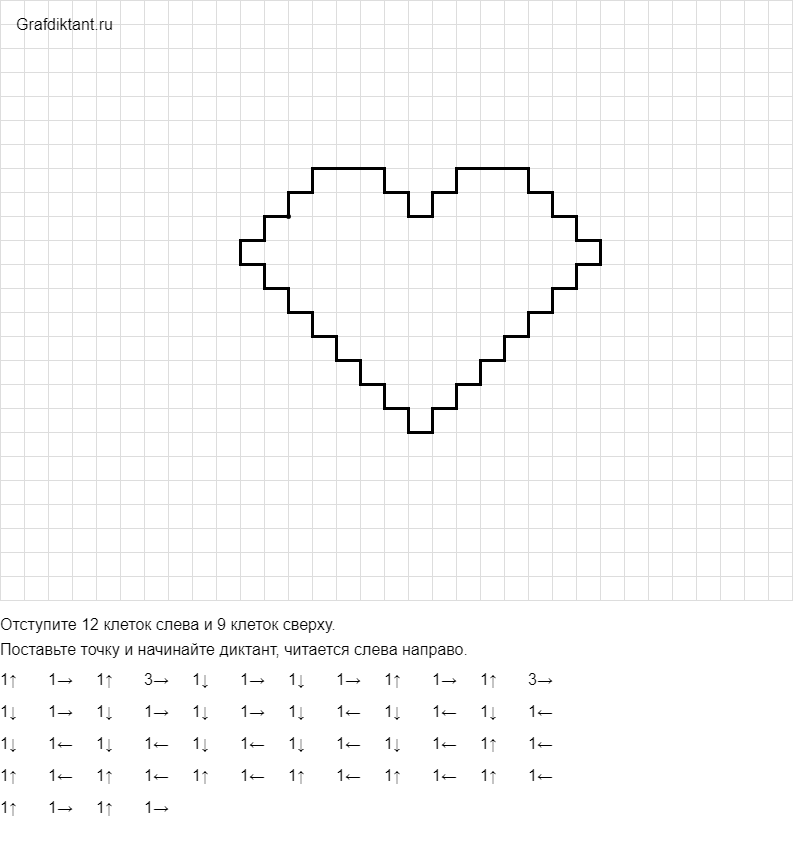 Grafdiktant.ru
Отступите 12 клеток слева и 9 клеток сверху.
Поставьте точку и начинайте диктант, читается слева направо.
1↑ 1→ 1↑ 3→ 1↓ 1→ 1↓ 1→ 1↑ 1→ 1↑ 3→
1↓ 1→ 1↓ 1→ 1↓ 1→ 1↓ 1← 1↓ 1← 1↓ 1←
1↓ 1← 1↓ 1← 1↓ 1← 1↓ 1← 1↓ 1← 1↑ 1←
1↑ 1← 1↑ 1← 1↑ 1← 1↑ 1← 1↑ 1← 1↑ 1←
1↑ 1→ 1↑ 1→